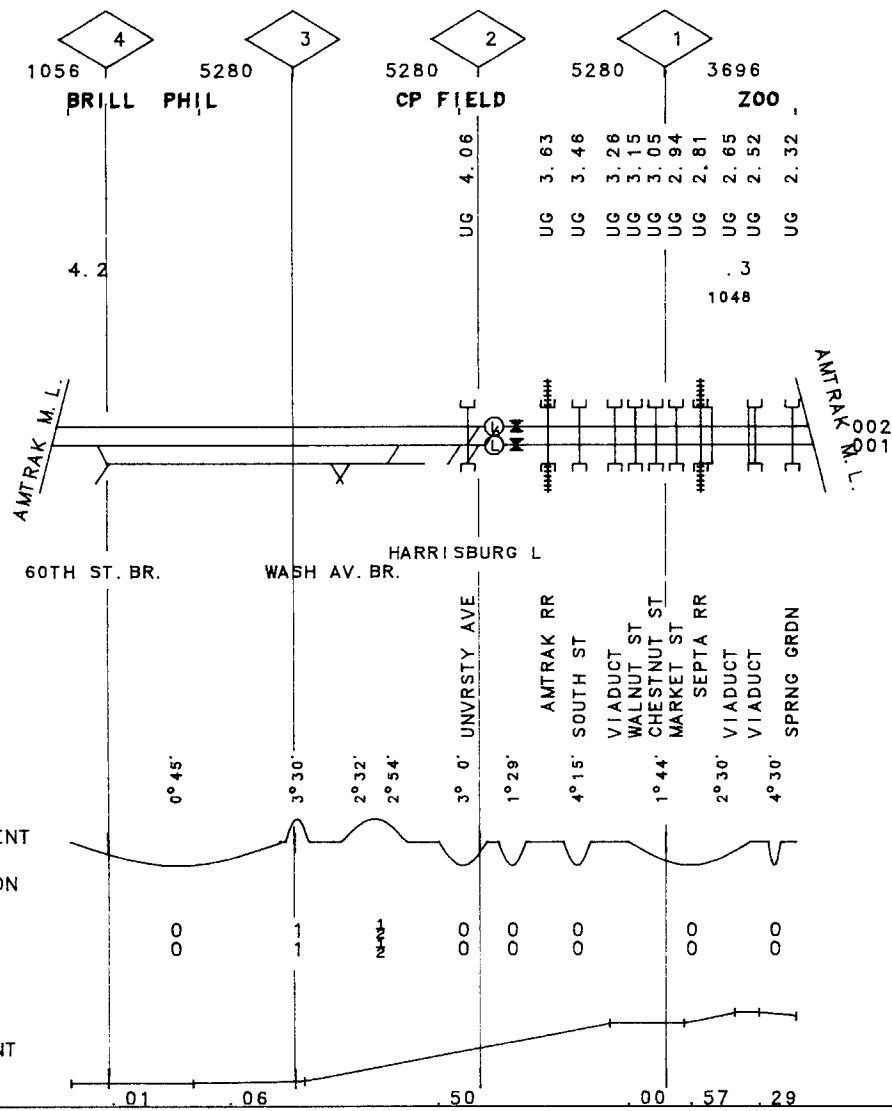 4 3 2 1
1056 5280 5280 5280 3696
BRILL PHIL CP FIELD ZOO
UG 4.06
UG 3.63
UG 3.46
UG 3.26
UG 3.15
UG 3.05
UG 2.94
UG 2.81
UG 2.65
UG 2.52
UG 2.32
4.2 .3
1048
AMTRAK M.L.
AMTRAK M.L.
002
001
L
HARRISBURG L
60TH ST. BR. WASH AV. BR.
UNVRSTY AVE
AMTRAK RR
SOUTH ST
VIADUCT
WALNUT ST
CHESTNUT ST
MARKET ST
SEPTA RR
VIADUCT
VIADUCT
SPRNG GRDN
0°45' 3°30' 2°32' 2°54' 3° 0' 1°29' 4°15' 1°44' 2°30' 4°30'
ENT
ON
0 1 0 0 0 0 0
0 1 0 0 0 0 0
NT
.01 .06 .50 .00 .57 .29